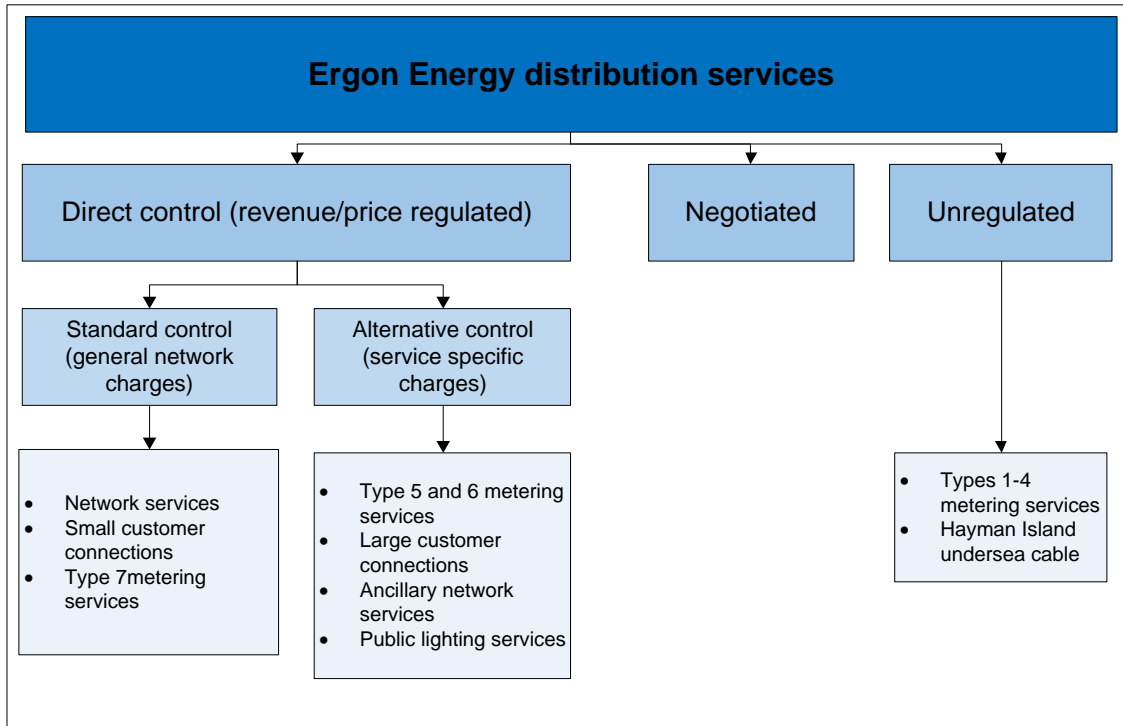 Ergon Energy distribution services
Direct control (revenue/price regulated)
Negotiated
Unregulated
Standard control
(general network
charges)
Alternative control
(service specific
charges)
• Network services
• Small customer
connections
• Type 7metering
services
• Type 5 and 6 metering
services
• Large customer
connections
• Ancillary network
services
• Public lighting services
• Types 1-4
metering services
• Hayman Island
undersea cable